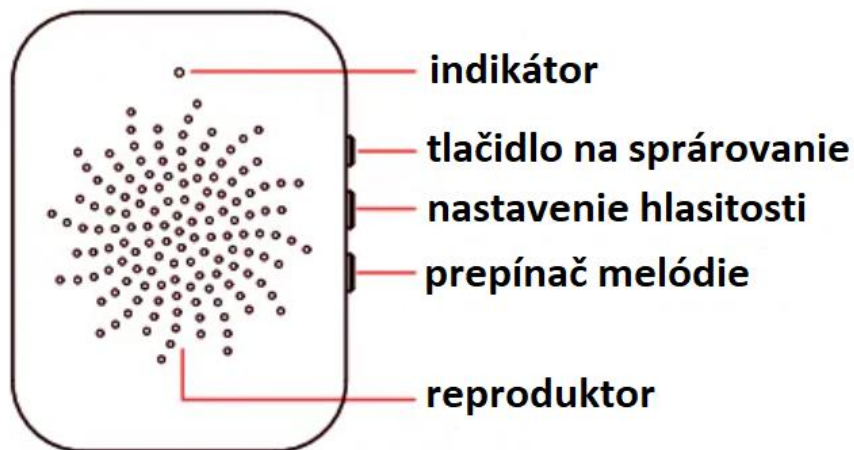 indikátor
tlačidlo na sprárovanie
nastavenie hlasitosti
prepínač melódie
reproduktor